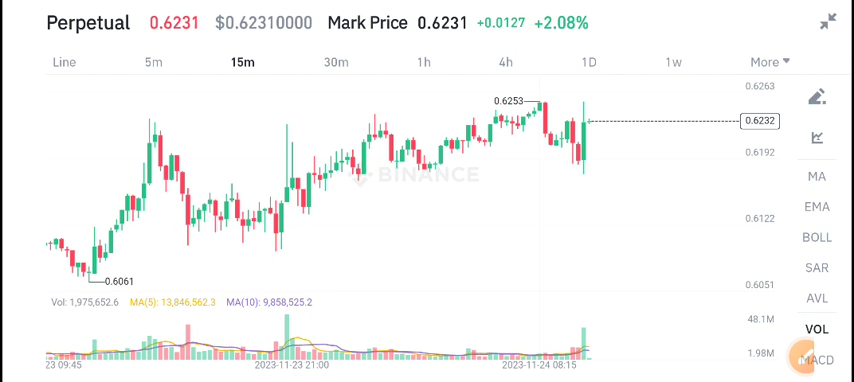 Perpetual 0.6231 $0.62310000 Mark Price 0.6231 +0.0127 +2.08%
Line 5m 15m 30m 1h 4h 1D 1w More
0.6263
0.6253
0.6232
0.6192
BINANCE
0.6122
0.6061
0.6051
MA
EMA
BOLL
SAR
AVL
VOL
MACD
Vol: 1,975,652.6 MA(5): 13,846,562.3 MA(10): 9,858,525.2
48.1M
1.98M
23 09:45 2023-11-23 21:00 2023-11-24 08:15